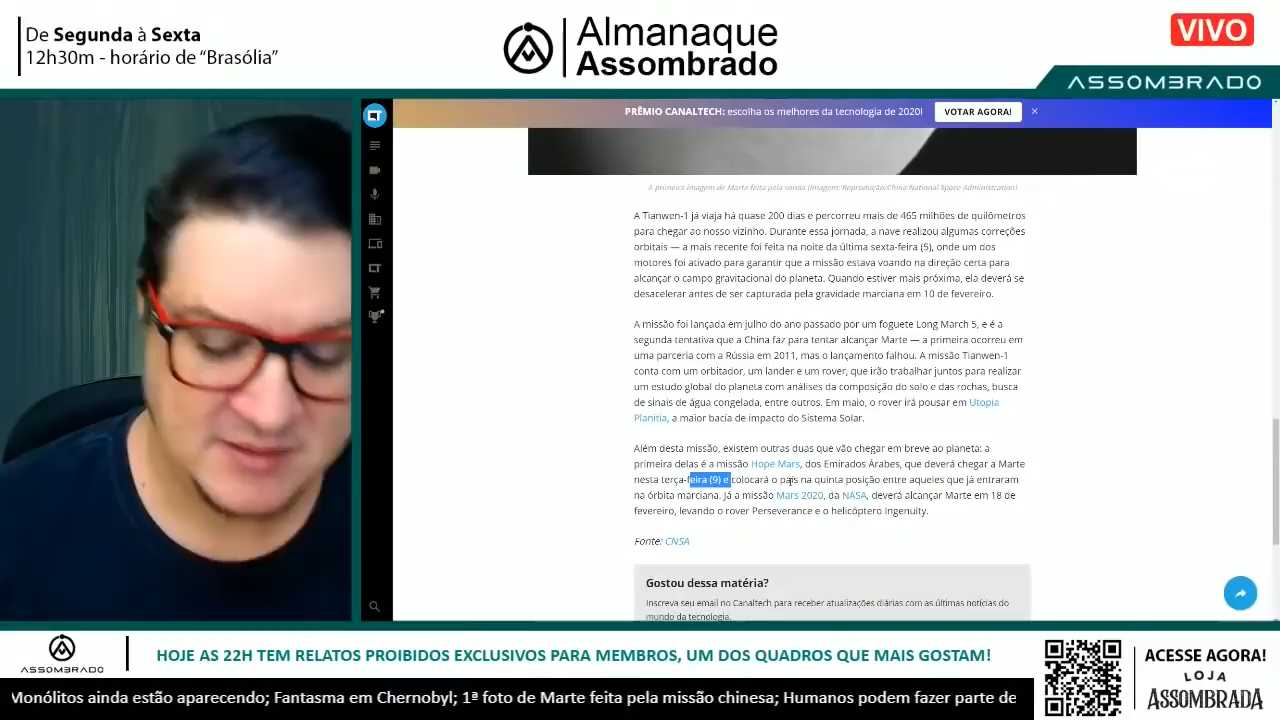 De Segunda à Sexta
12h30m - horário de “Brasília”
Almanaque
Assombrado
VIVO
ASSOMBRADO
PRÊMIO CANALTECH: escolha os melhores da tecnologia de 2020!
VOTAR AGORA!
A primeira imagem de Marte feita pela sonda (Imagem: Reprodução/China National Space Administration)
A Tianwen-1 já viaja há quase 200 dias e percorreu mais de 465 milhões de quilômetros
para chegar ao nosso vizinho. Durante essa jornada, a nave realizou algumas correções
orbitais — a mais recente foi feita na noite da última sexta-feira (5), onde um dos
motores foi ativado para garantir que a missão estava voando na direção certa para
alcançar o campo gravitacional do planeta. Quando estiver mais próxima, ela deverá se
desacelerar antes de ser capturada pela gravidade marciana em 10 de fevereiro.
A missão foi lançada em julho do ano passado por um foguete Long March 5, e é a
segunda tentativa que a China faz para tentar alcançar Marte — a primeira ocorreu em
uma parceria com a Rússia em 2011, mas o lançamento falhou. A missão Tianwen-1
conta com um orbitador, um lander e um rover, que irão trabalhar juntos para realizar
um estudo global do planeta com análises da composição do solo e das rochas, busca
de sinais de água congelada, entre outros. Em maio, o rover irá pousar em Utopia
Planitia, a maior bacia de impacto do Sistema Solar.
Além desta missão, existem outras duas que vão chegar em breve ao planeta: a
primeira delas é a missão Hope Mars, dos Emirados Árabes, que deverá chegar a Marte
nesta terça-feira (9) e colocará o país na quinta posição entre aqueles que já entraram
na órbita marciana. Já a missão Mars 2020, da NASA, deverá alcançar Marte em 18 de
fevereiro, levando o rover Perseverance e o helicóptero Ingenuity.
Fonte: CNSA
Gostou dessa matéria?
Inscreva seu email no Canaltech para receber atualizações diárias com as últimas notícias do
mundo da tecnologia.
ASSOMBRADO
HOJE AS 22H TEM RELATOS PROIBIDOS EXCLUSIVOS PARA MEMBROS, UM DOS QUADROS QUE MAIS GOSTAM!
ACESSE AGORA!
LOJA
ASSOMBRADA
Monólitos ainda estão aparecendo; Fantasma em Chernobyl; 1ª foto de Marte feita pela missão chinesa; Humanos podem fazer parte de